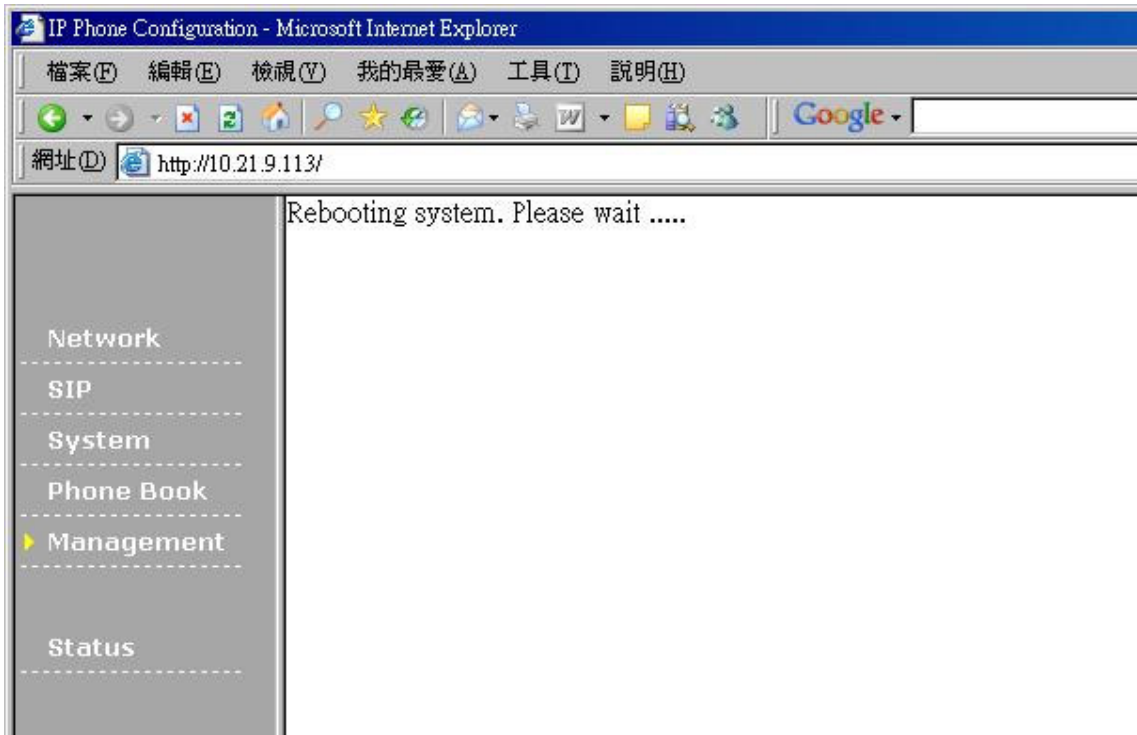 IP Phone Configuration - Microsoft Internet Explorer
檔案(F) 編輯(E) 檢視(V) 我的最愛(A) 工具(T) 說明(H)
W Google
網址(D) http://10.21.9.113/
Rebooting system. Please wait .....
Network
SIP
System
Phone Book
Management
Status